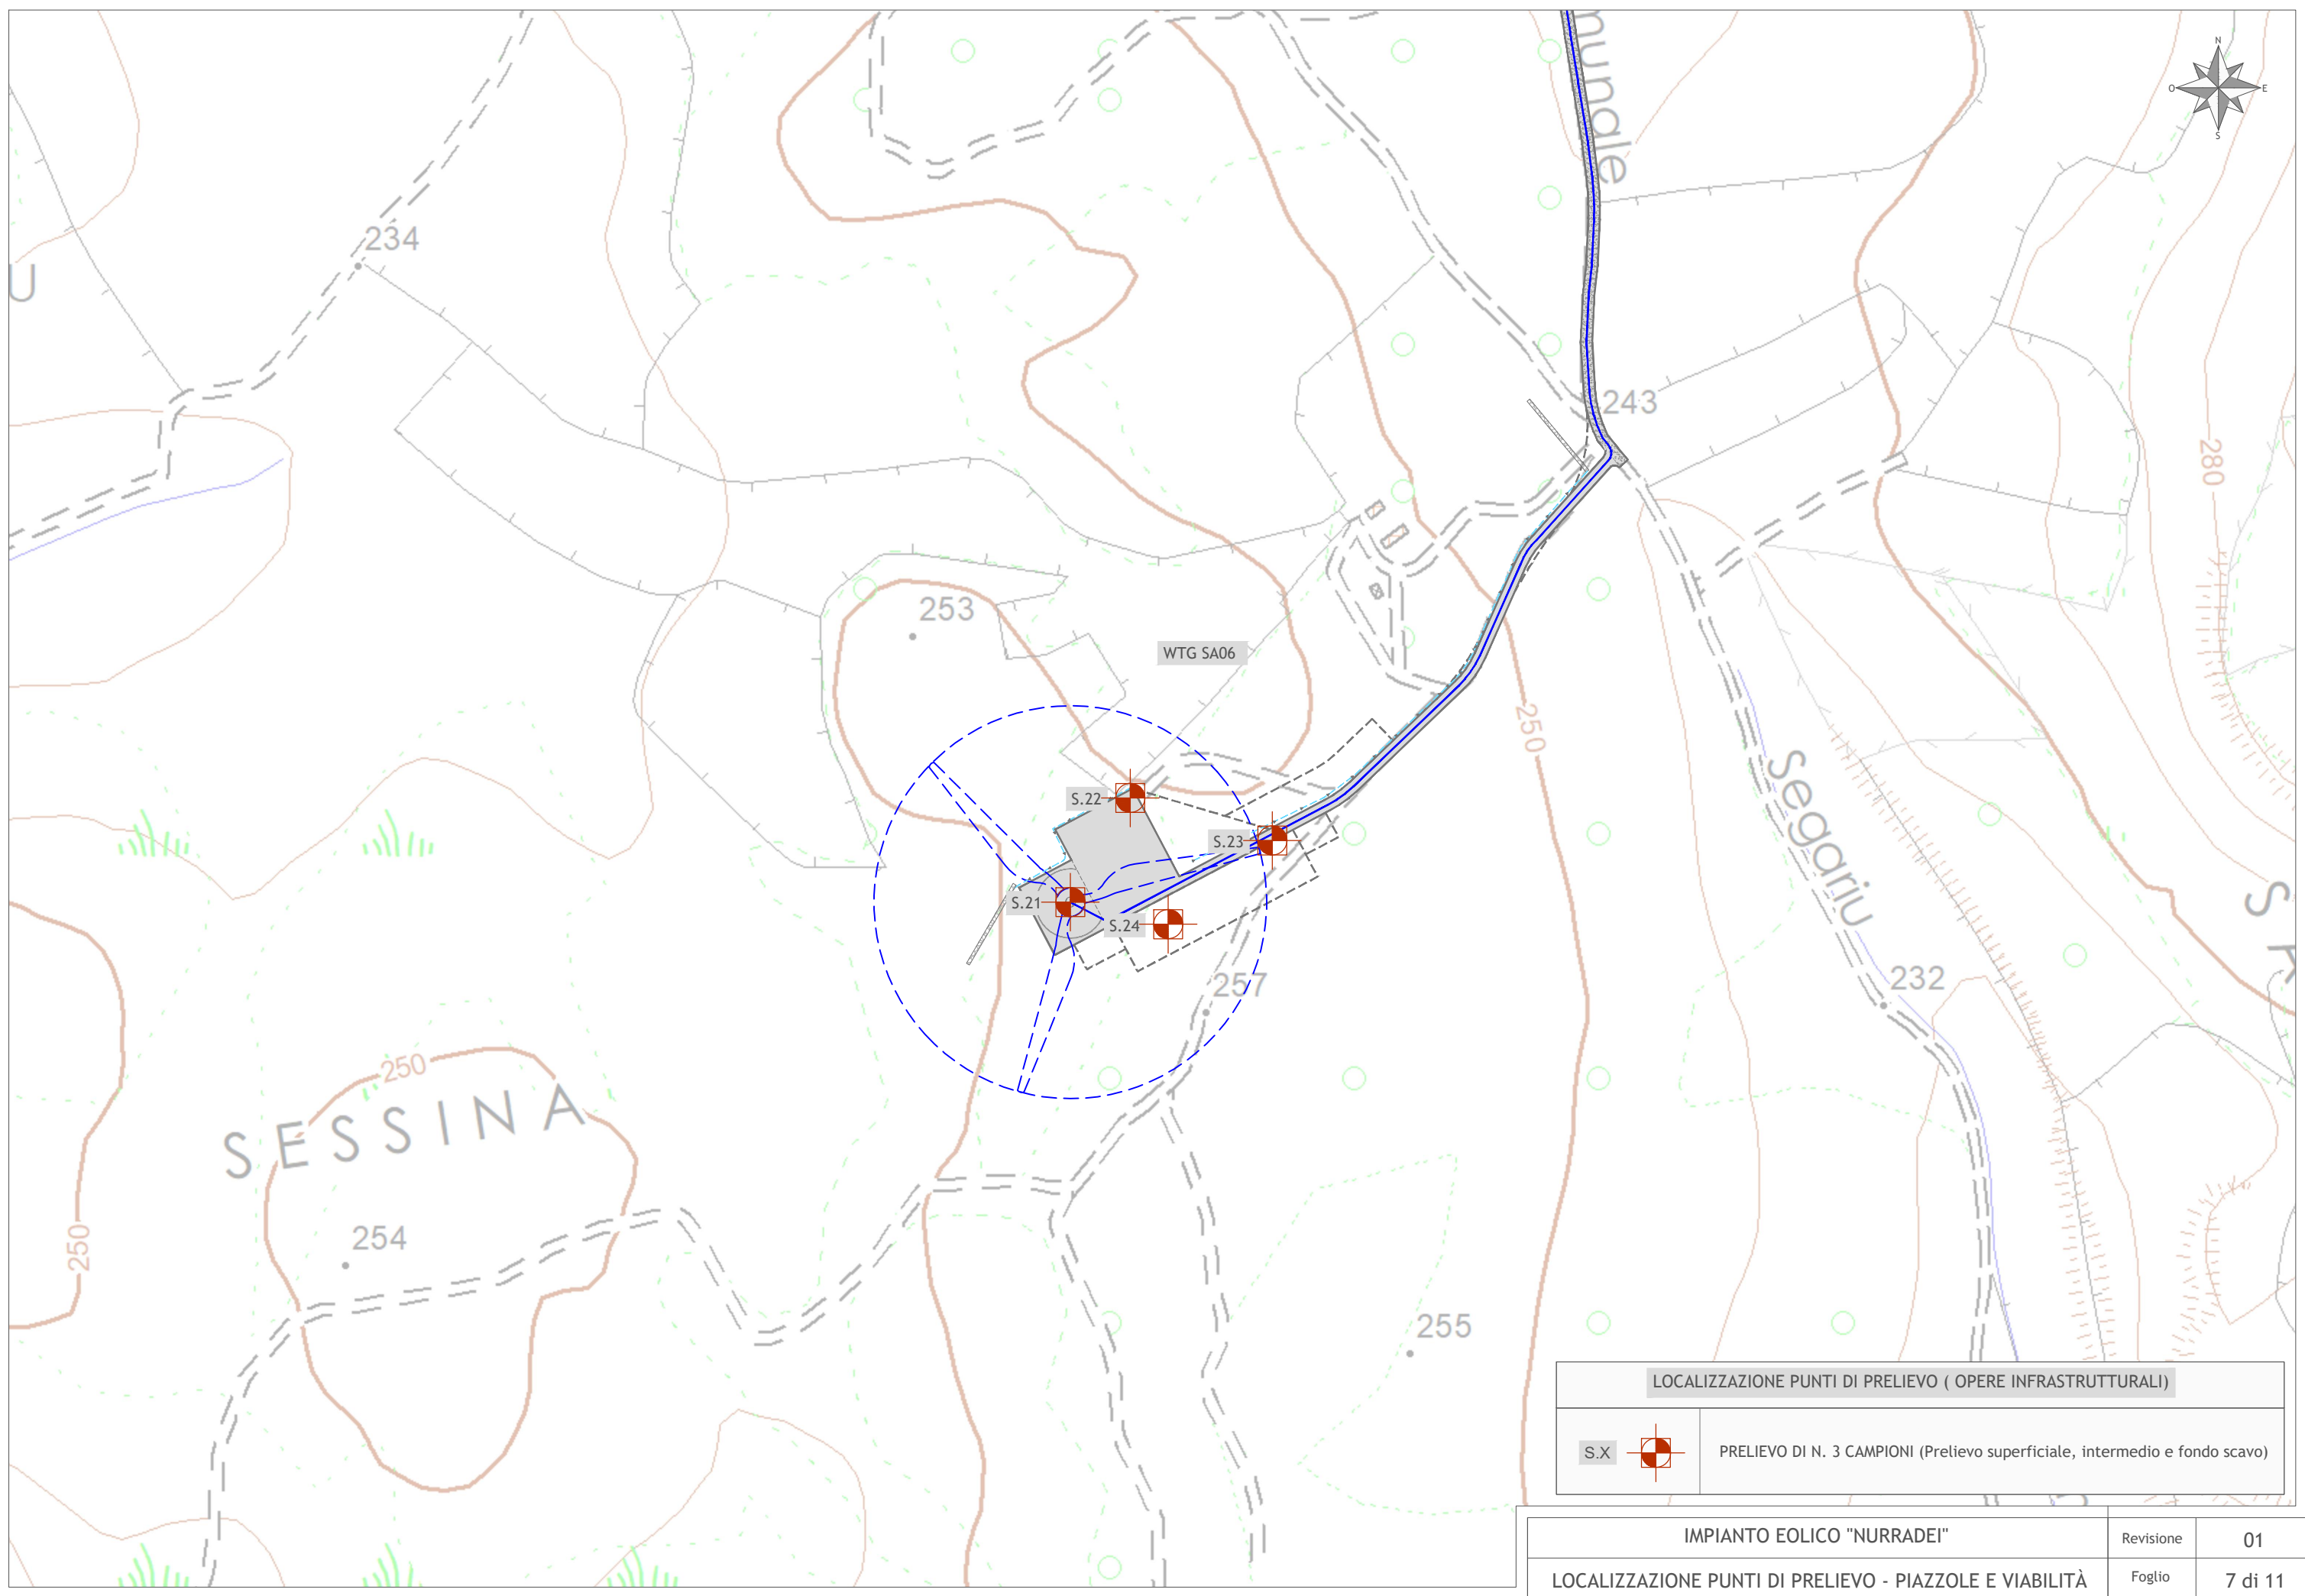 munale
N
O
E
S
234
U
243
280
253
WTG SA06
250
Segariu
S.22
S.23
S.21
S.24
S
257
232
250
SESSINA
250
254
255
LOCALIZZAZIONE PUNTI DI PRELIEVO ( OPERE INFRASTRUTTURALI)
S.X
PRELIEVO DI N. 3 CAMPIONI (Prelievo superficiale, intermedio e fondo scavo)
IMPIANTO EOLICO "NURRADEI"
Revisione
01
LOCALIZZAZIONE PUNTI DI PRELIEVO - PIAZZOLE E VIABILITÀ
Foglio
7 di 11